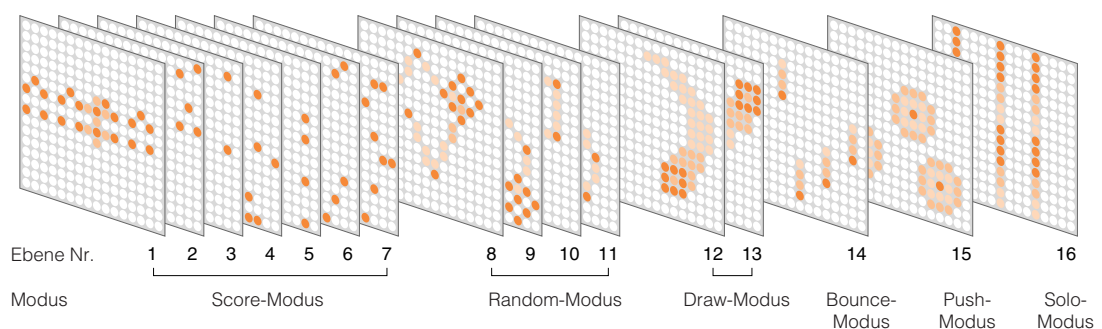 Ebene Nr. 1 2 3 4 5 6 7 8 9 10 11 12 13 14 15 16
Modus Score-Modus Random-Modus Draw-Modus Bounce-Modus Push-Modus Solo-Modus